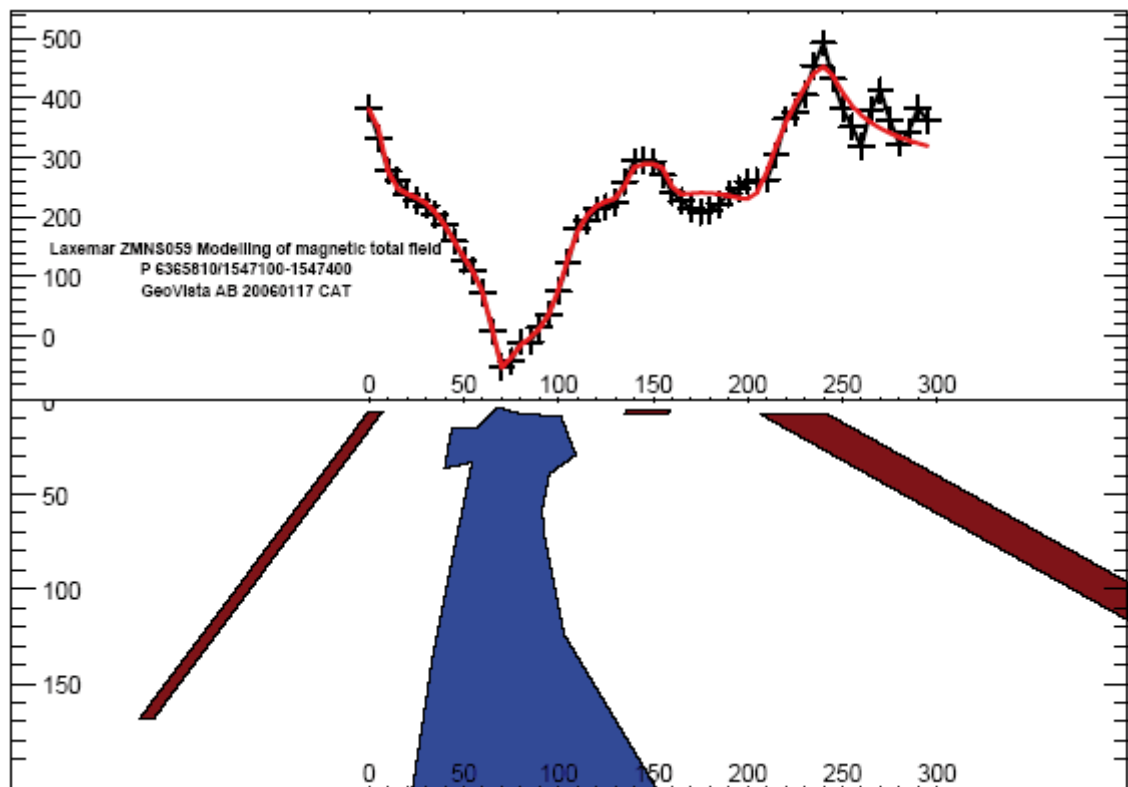 500
400
300
200
Laxemar ZMNS059 Modelling of magnetic total field
P 6365810/1547100-1547400
100
GeoVista AB 20060117 CAT
0
0 50 100 150 200 250 300
0
50
100
150
0 50 100 150 200 250 300